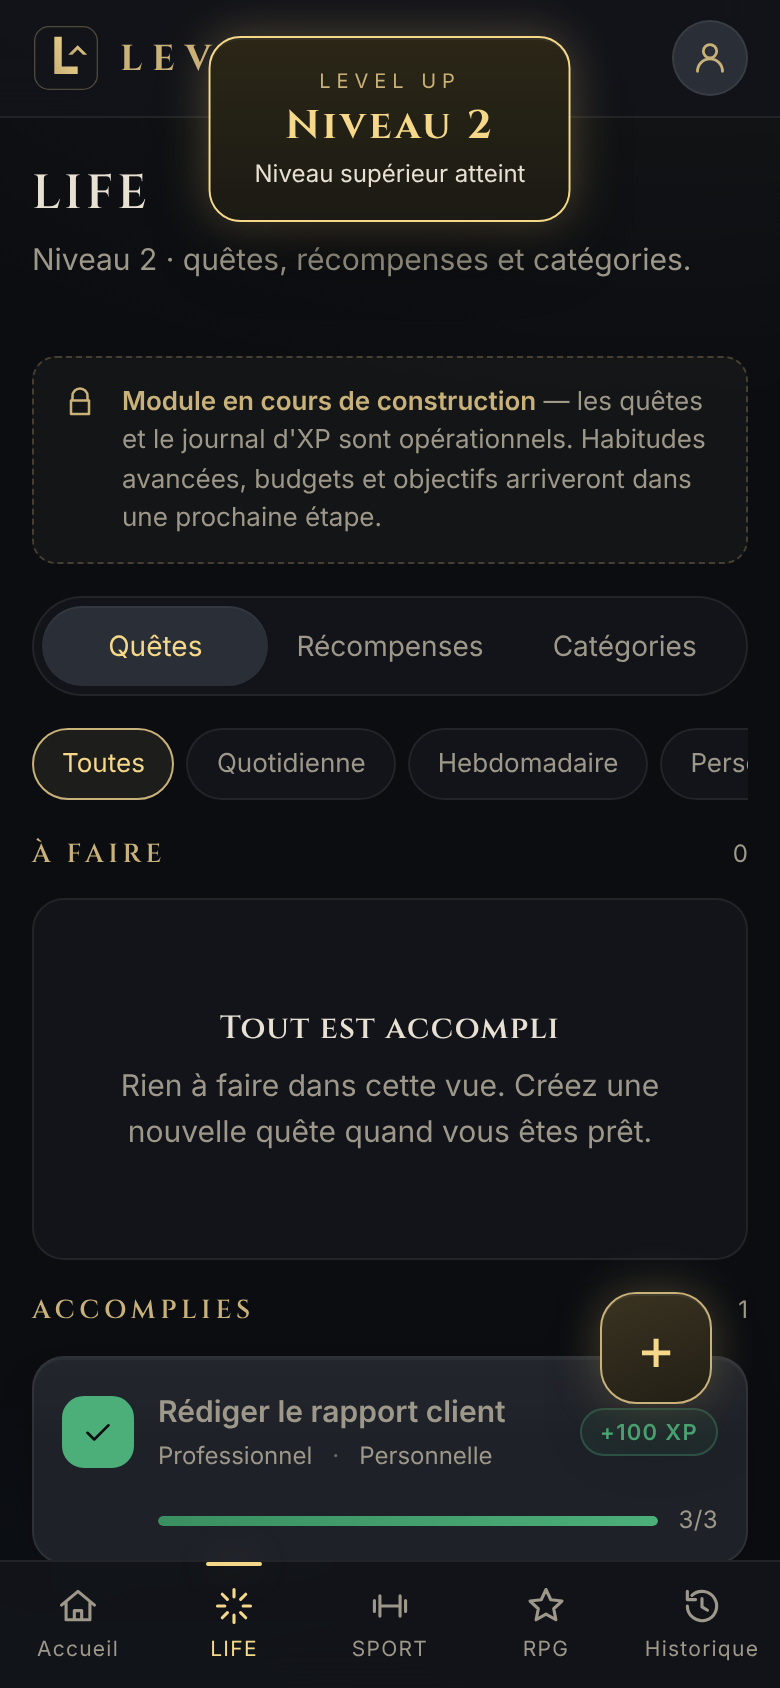 L^
LEV
LEVEL UP
Niveau 2
Niveau supérieur atteint
LIFE
Niveau 2 · quêtes, récompenses et catégories.
Module en cours de construction — les quêtes
et le journal d'XP sont opérationnels. Habitudes
avancées, budgets et objectifs arriveront dans
une prochaine étape.
Quêtes
Récompenses
Catégories
Toutes
Quotidienne
Hebdomadaire
Pers
À FAIRE
0
Tout est accompli
Rien à faire dans cette vue. Créez une
nouvelle quête quand vous êtes prêt.
ACCOMPLIES
1
+
Rédiger le rapport client
Professionnel · Personnelle
+100 XP
3/3
Accueil
LIFE
SPORT
RPG
Historique